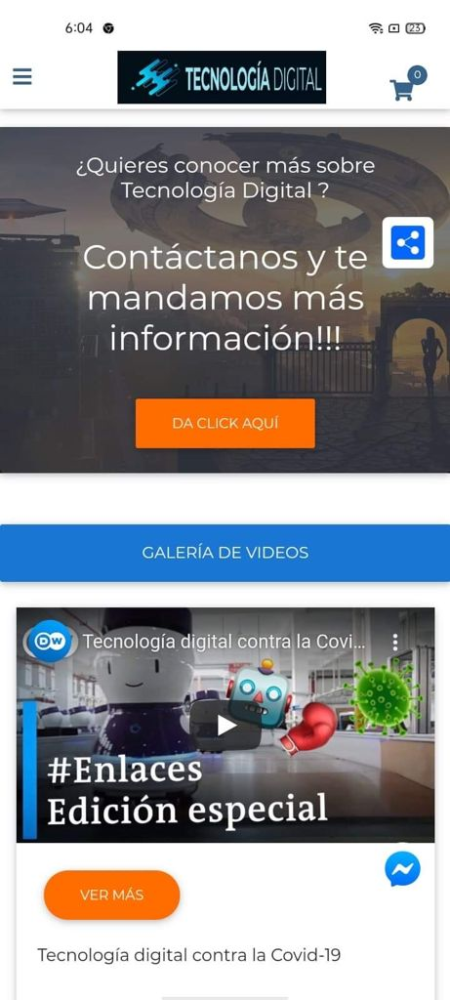 6:04
23
TECNOLOGÍA DIGITAL
0
¿Quieres conocer más sobre
Tecnología Digital ?
Contáctanos y te
mandamos más
información!!!
DA CLICK AQUÍ
GALERÍA DE VIDEOS
DW
Tecnología digital contra la Covi...
#Enlaces
Edición especial
VER MÁS
Tecnología digital contra la Covid-19